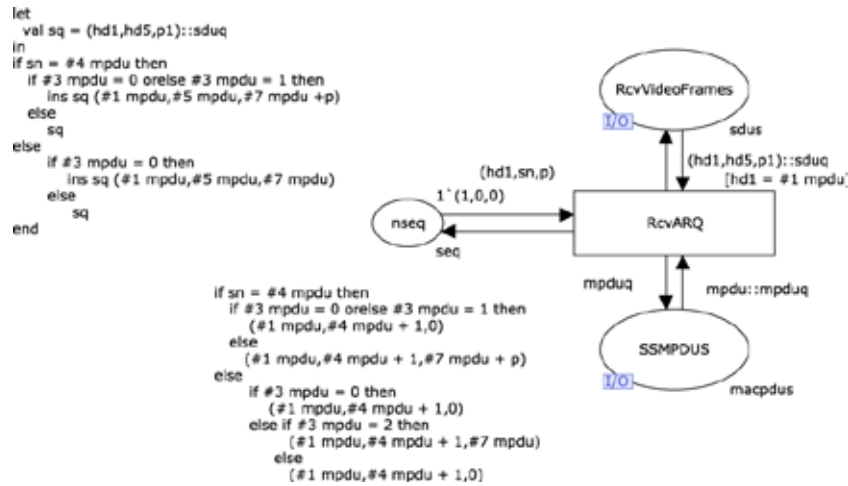 let
val sq = (hd1,hd5,p1)::sduq
in
if sn = #4 mpdu then
if #3 mpdu = 0 orelse #3 mpdu = 1 then
ins sq (#1 mpdu,#5 mpdu,#7 mpdu +p)
else
sq
else
if #3 mpdu = 0 then
ins sq (#1 mpdu,#5 mpdu,#7 mpdu)
else
sq
end
RcvVideoFrames
I/O
sdus
(hd1,hd5,p1)::sduq
[hd1 = #1 mpdu]
(hd1,sn,p)
1`(1,0,0)
nseq
seq
RcvARQ
mpduq
mpdu::mpduq
SSMPDUS
I/O
macpdus
if sn = #4 mpdu then
if #3 mpdu = 0 orelse #3 mpdu = 1 then
(#1 mpdu,#4 mpdu + 1,0)
else
(#1 mpdu,#4 mpdu + 1,#7 mpdu + p)
else
if #3 mpdu = 0 then
(#1 mpdu,#4 mpdu + 1,0)
else if #3 mpdu = 2 then
(#1 mpdu,#4 mpdu + 1,#7 mpdu)
else
(#1 mpdu,#4 mpdu + 1,0)